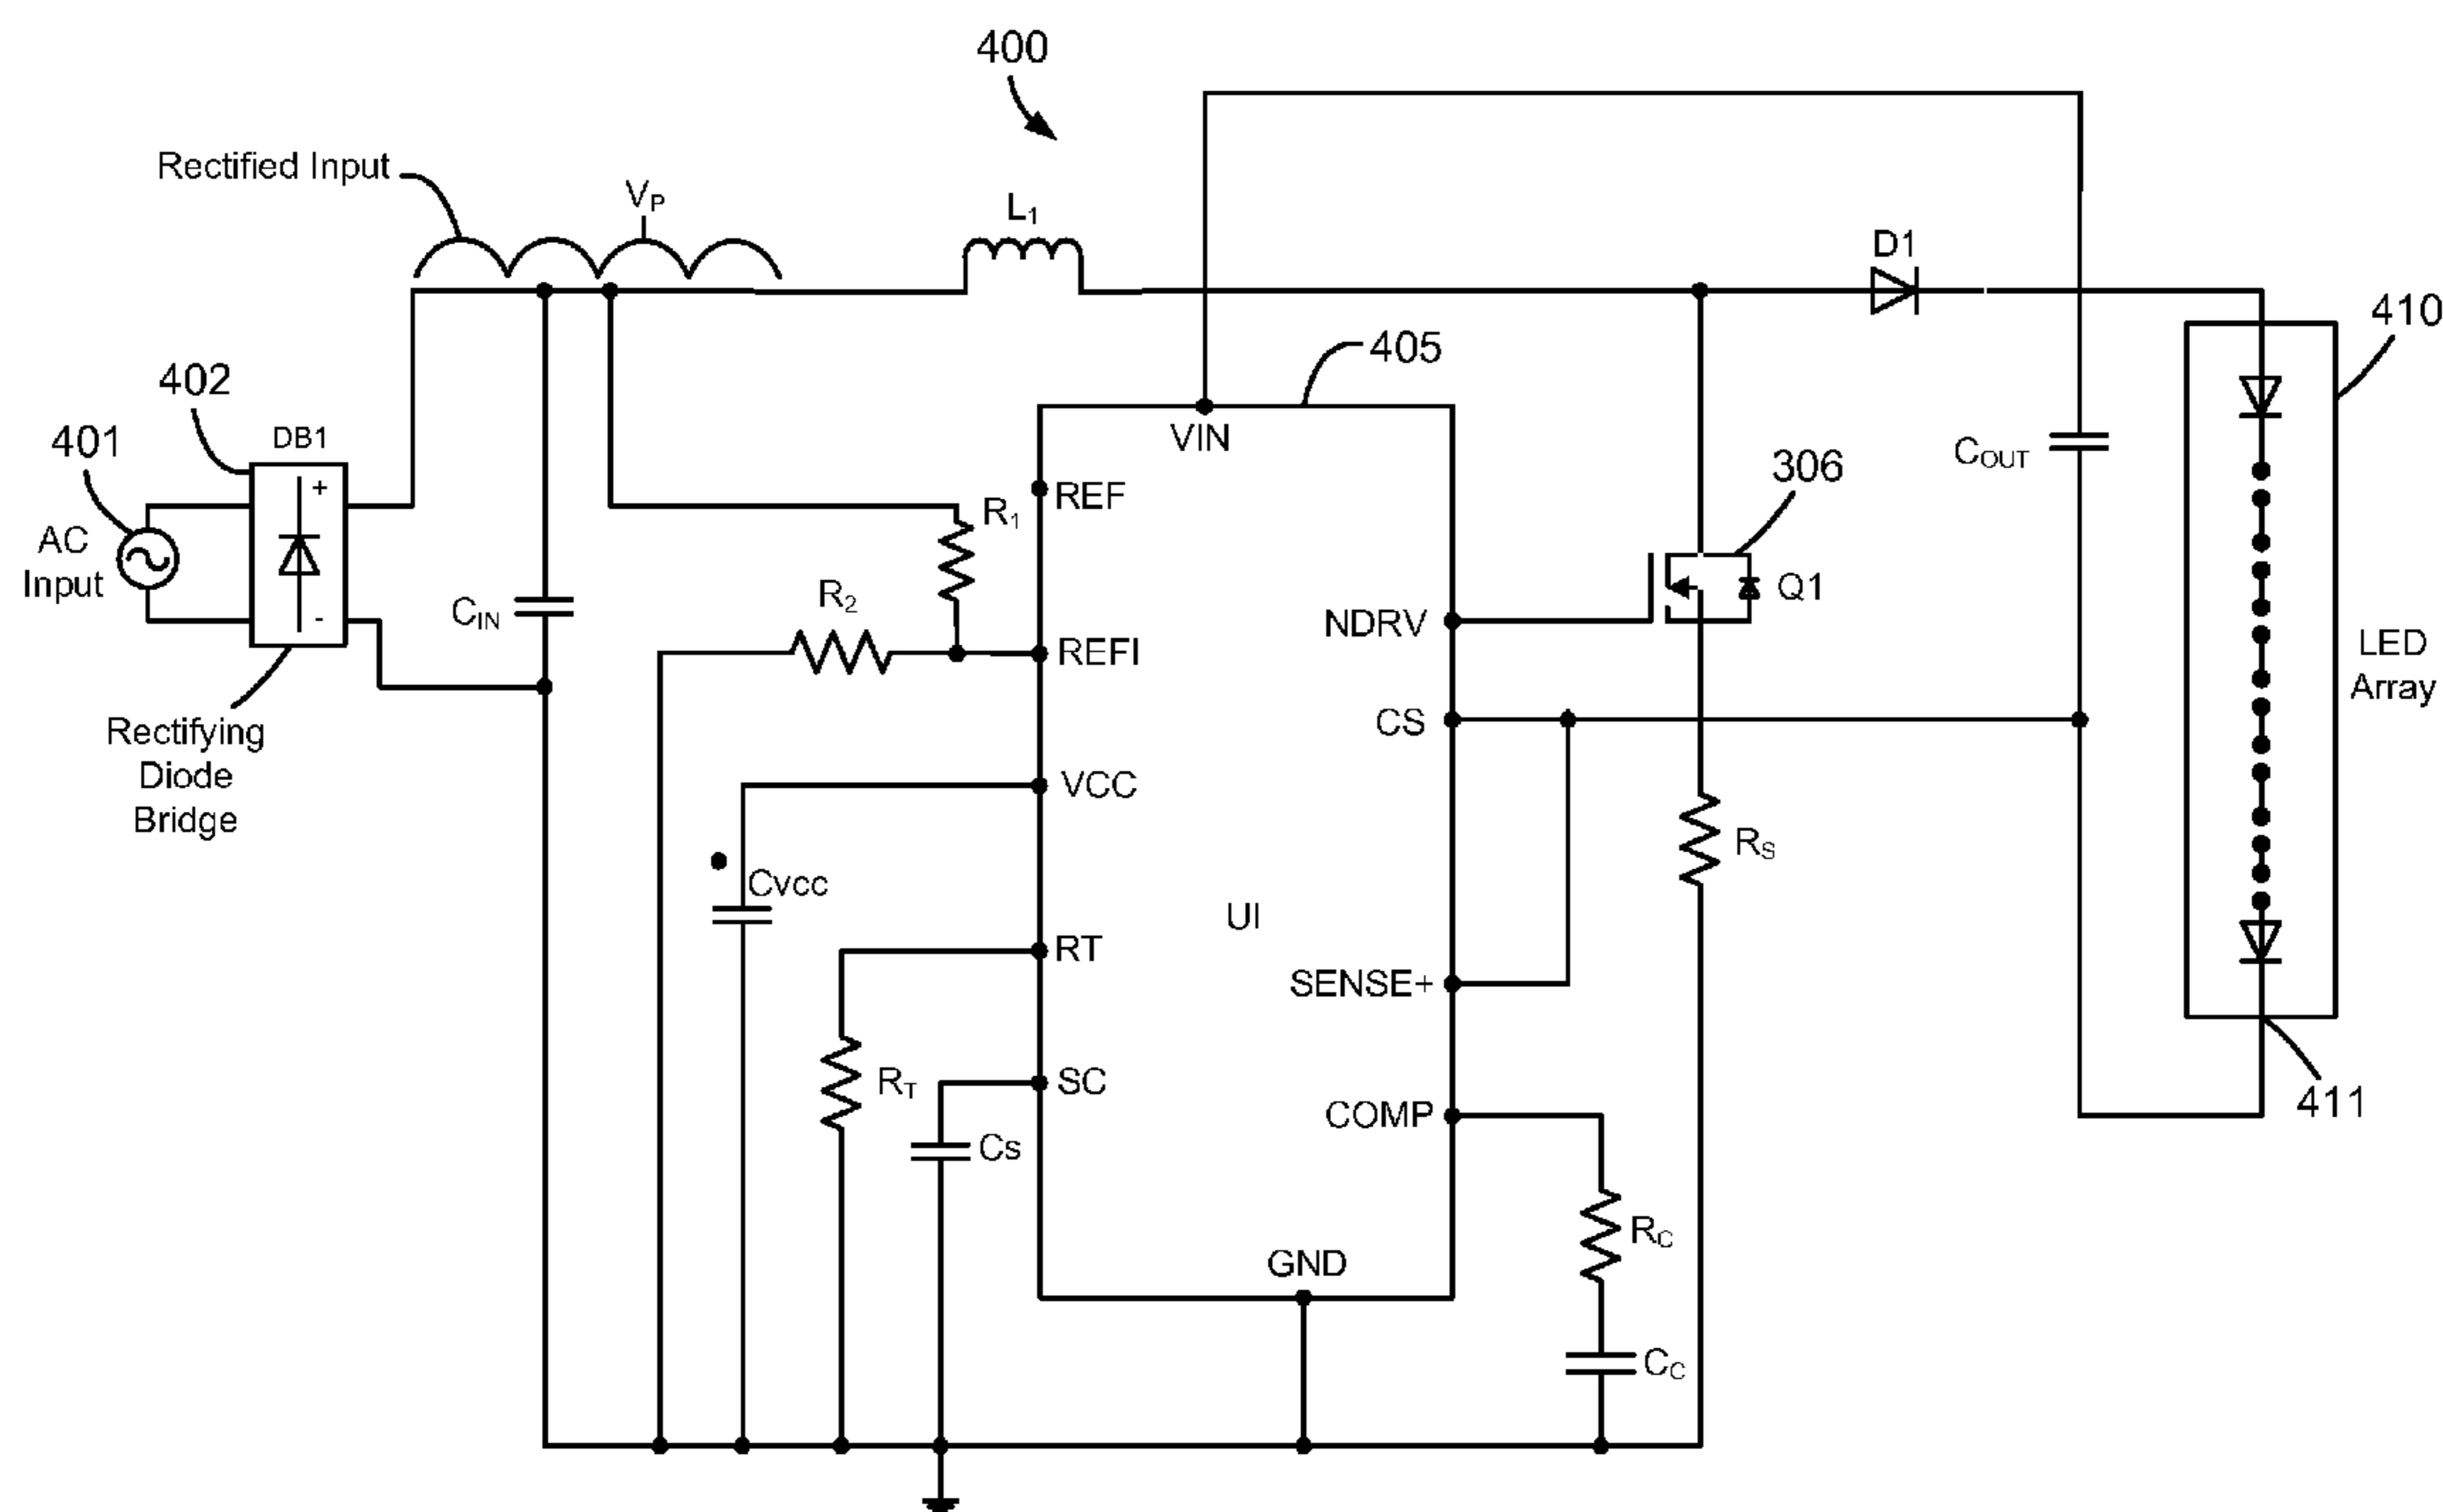 400
Rectified Input
VP
L1
D1
410
405
402
DB1
401
VIN
COUT
306
+
REF
R1
AC
Input
R2
Q1
CIN
-
NDRV
REFI
LED
Array
CS
Rectifying
Diode
Bridge
VCC
RS
Cvcc
UI
RT
SENSE+
RT
SC
COMP
411
Cs
RC
GND
CC